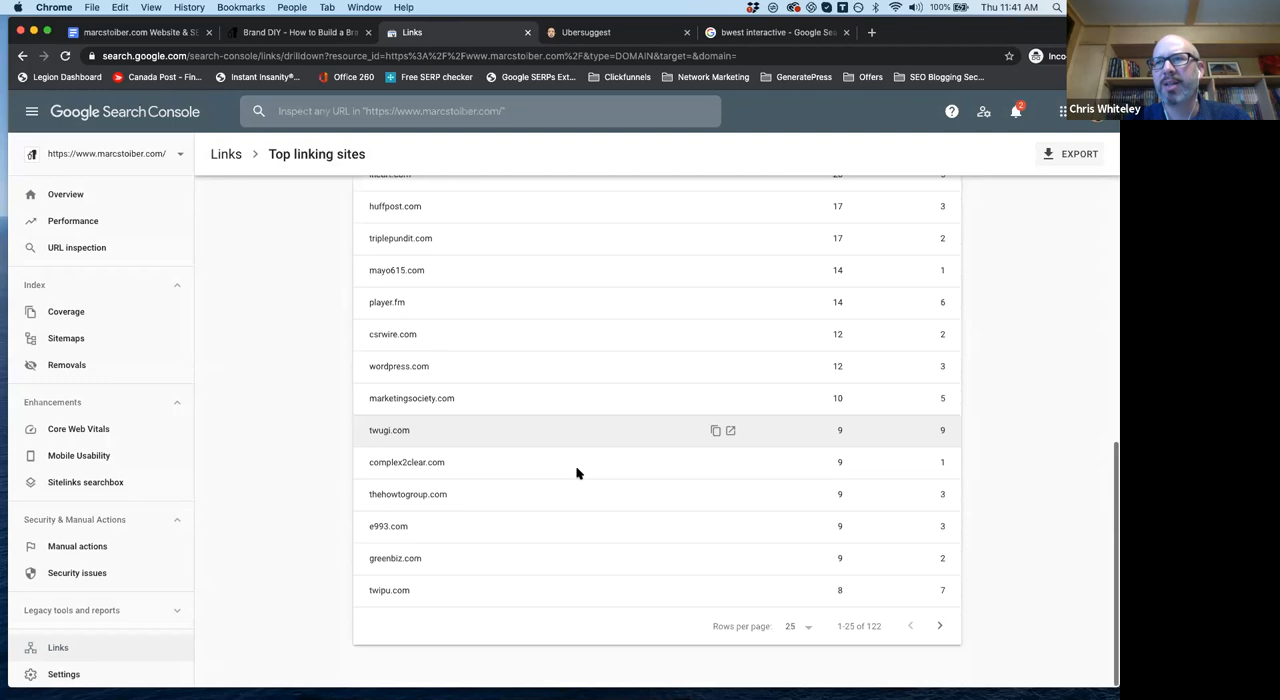 Chrome File Edit View History Bookmarks People Tab Window Help 100% Thu 11:41 AM
marcstoiber.com Website & SE Brand DIY - How to Build a Bra Links Ubersuggest bwest interactive - Google Sea
search.google.com/search-console/links/drilldown?resource_id=https%3A%2F%2Fwww.marcstoiber.com%2F&type=DOMAIN&target=&domain= Inco
Legion Dashboard Canada Post - Fin... Instant Insanity®... Office 260 Free SERP checker Google SERPs Ext... Clickfunnels Network Marketing GeneratePress Offers SEO Blogging Sec...
Chris Whiteley
Google Search Console Inspect any URL in "https://www.marcstoiber.com/" 2
https://www.marcstoiber.com/
Links > Top linking sites EXPORT
Overview
Performance
URL inspection
Index
Coverage
Sitemaps
Removals
Enhancements
Core Web Vitals
Mobile Usability
Sitelinks searchbox
Security & Manual Actions
Manual actions
Security issues
Legacy tools and reports
Links
Settings
huffpost.com 17 3
triplepundit.com 17 2
mayo615.com 14 1
player.fm 14 6
csrwire.com 12 2
wordpress.com 12 3
marketingsociety.com 10 5
twugi.com 9 9
complex2clear.com 9 1
thehowtogroup.com 9 3
e993.com 9 3
greenbiz.com 9 2
twipu.com 8 7
Rows per page: 25 1-25 of 122